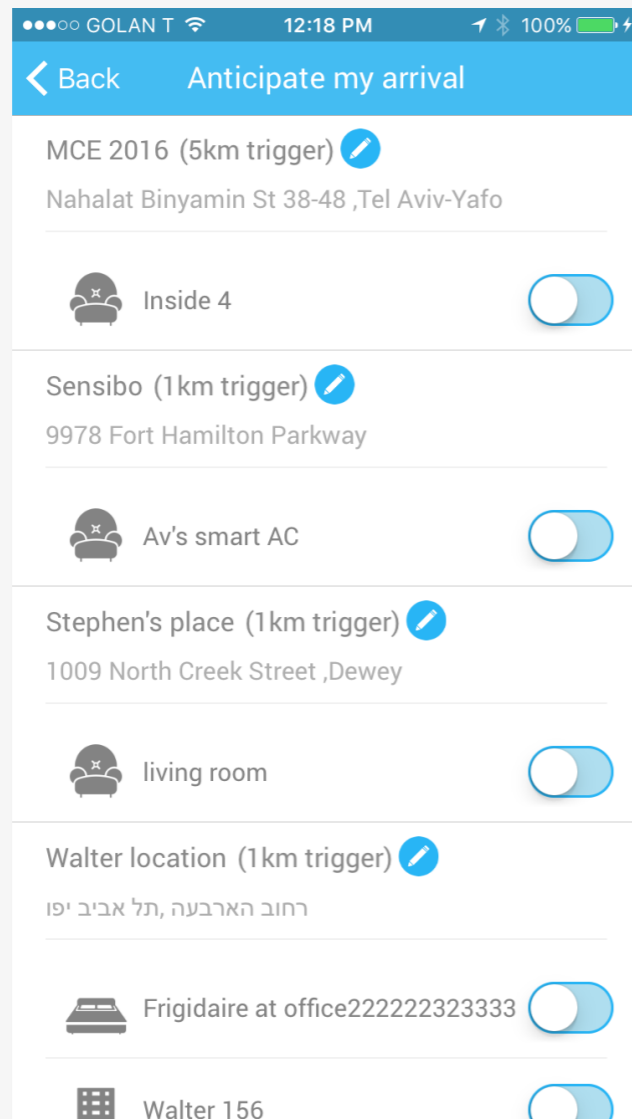 GOLAN T 12:18 PM 100%
Back Anticipate my arrival
MCE 2016 (5km trigger)
Nahalat Binyamin St 38-48 ,Tel Aviv-Yafo
Inside 4
Sensibo (1km trigger)
9978 Fort Hamilton Parkway
Av's smart AC
Stephen's place (1km trigger)
1009 North Creek Street ,Dewey
living room
Walter location (1km trigger)
רחוב הארבעה ,תל אביב יפו
Frigidaire at office222222323333
Walter 156